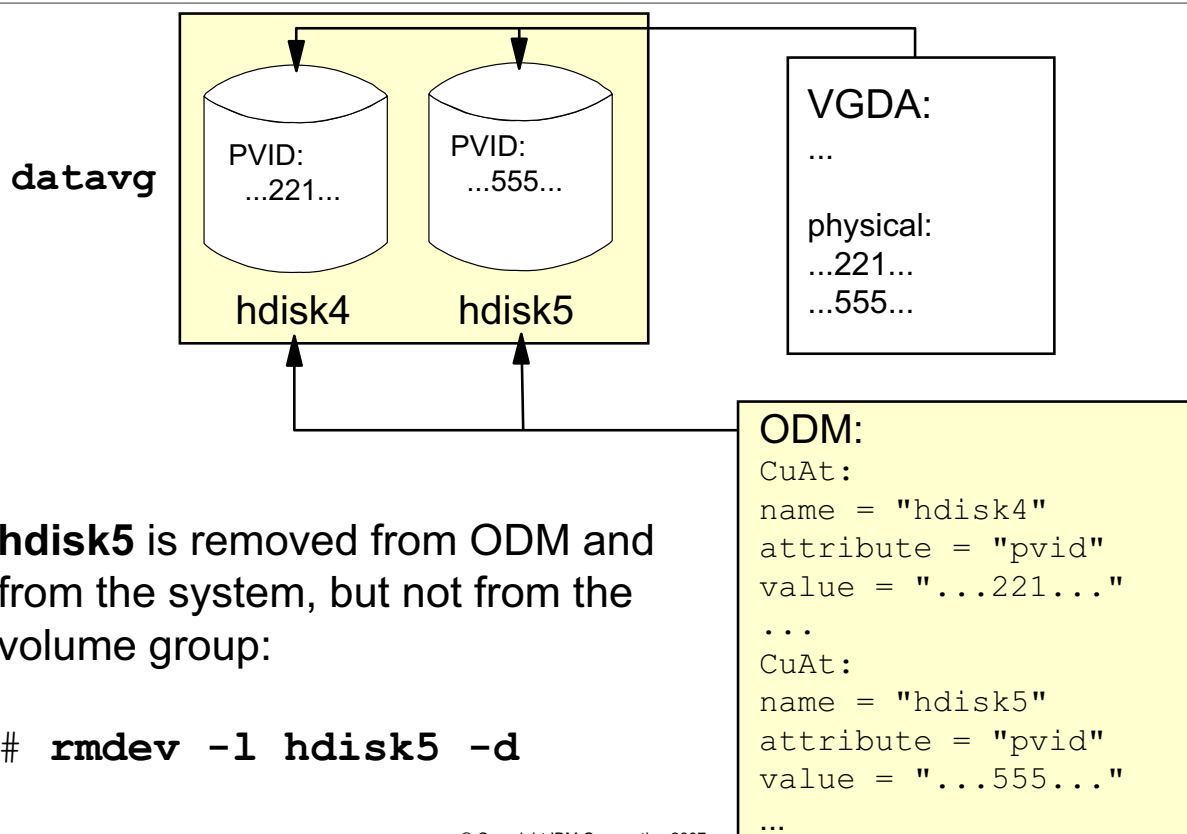 datavg
PVID:
...221...
PVID:
...555...
hdisk4
hdisk5
VGDA:
...
physical:
...221...
...555...
hdisk5 is removed from ODM and
from the system, but not from the
volume group:
# rmdev -l hdisk5 -d
ODM:
CuAt:
name = "hdisk4"
attribute = "pvid"
value = "...221..."
...
CuAt:
name = "hdisk5"
attribute = "pvid"
value = "...555..."
...